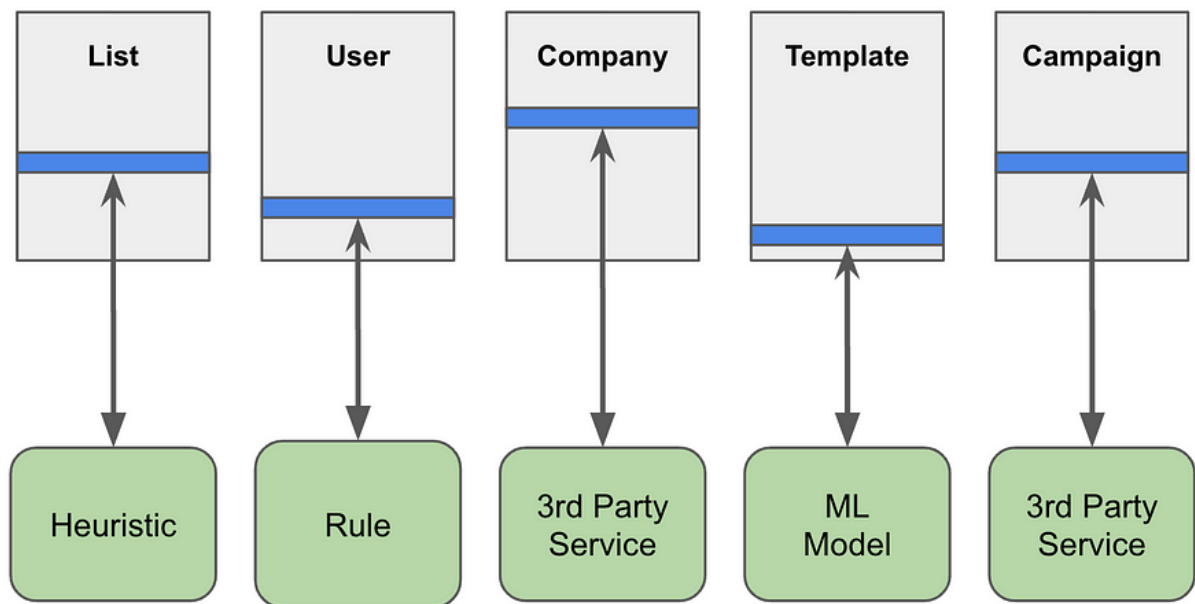 List
User
Company
Template
Campaign
Heuristic
Rule
3rd Party
Service
ML
Model
3rd Party
Service